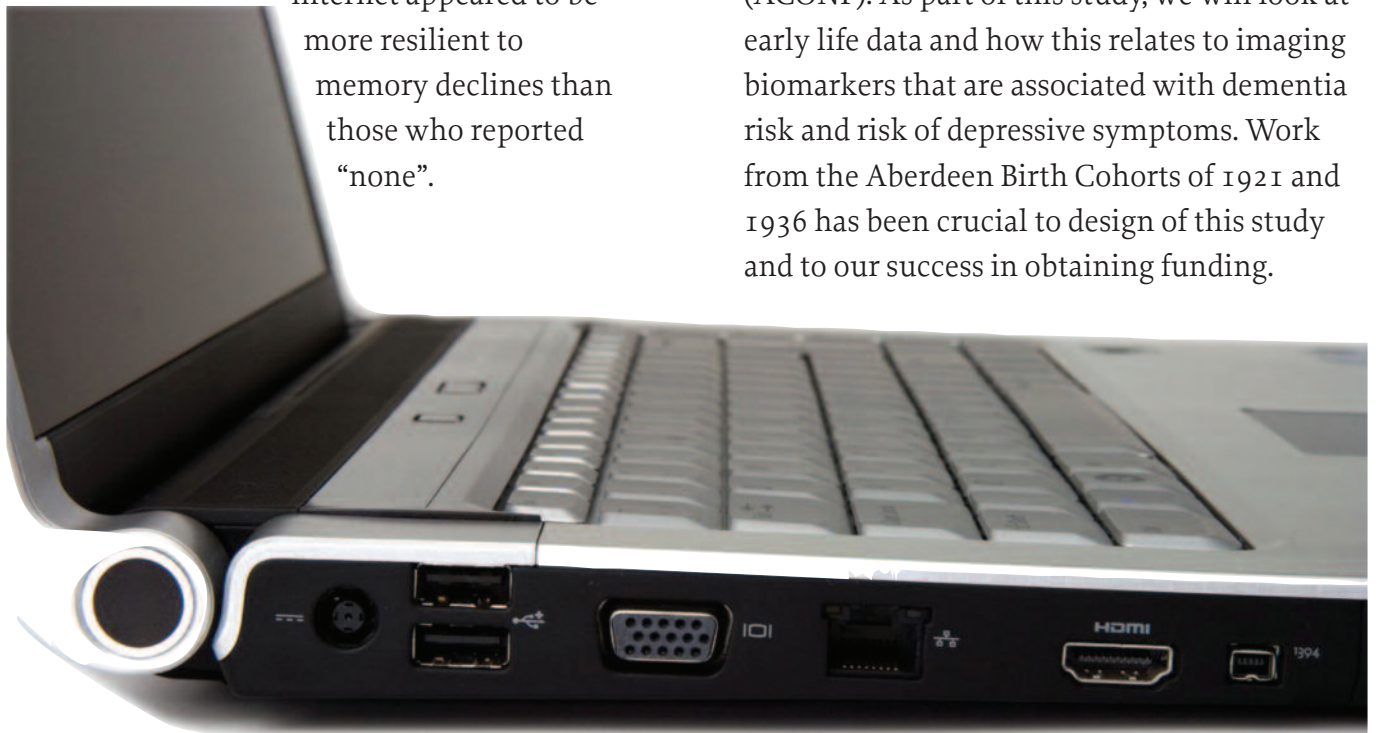 internet appeared to be
more resilient to
memory declines than
those who reported
“none”.
(ACONF). As part of this study, we will look at
early life data and how this relates to imaging
biomarkers that are associated with dementia
risk and risk of depressive symptoms. Work
from the Aberdeen Birth Cohorts of 1921 and
1936 has been crucial to design of this study
and to our success in obtaining funding.
HDMI
1394